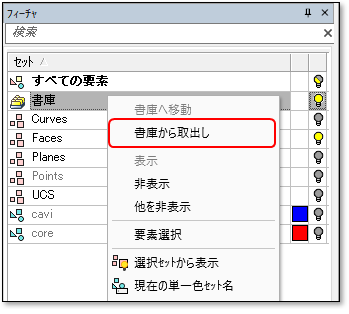 フィーチャ
検索
セット
すべての要素
書庫
Curves
Faces
Planes
Points
UCS
cavi
core
書庫へ移動
書庫から取出し
表示
非表示
他を非表示
要素選択
選択セットから表示
現在の単一色セット名